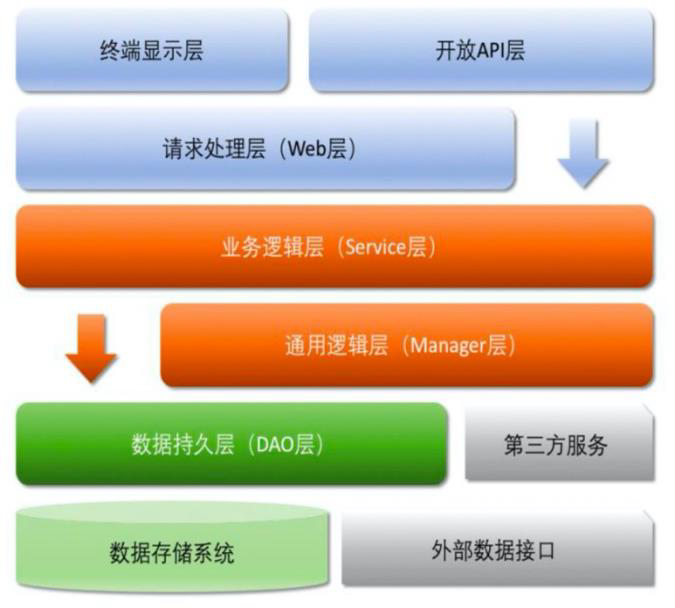 终端显示层
开放API层
请求处理层（Web层）
业务逻辑层（Service层）
通用逻辑层（Manager层）
数据持久层（DAO层）
第三方服务
数据存储系统
外部数据接口